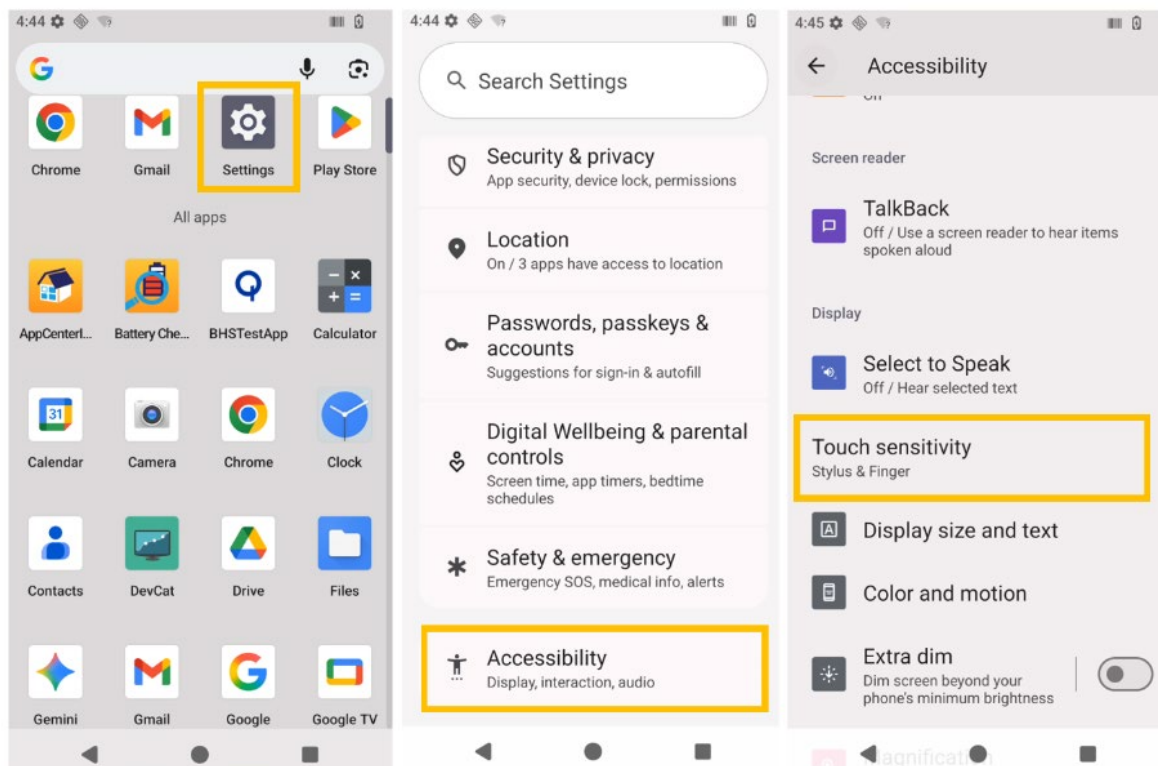 4:44
Chrome
Gmail
Settings
Play Store
All apps
AppCenterI...
Battery Che...
BHSTestApp
Calculator
31
Calendar
Camera
Chrome
Clock
Contacts
DevCat
Drive
Files
Gemini
Gmail
Google
Google TV
4:44
Search Settings
Security & privacy
App security, device lock, permissions
Location
On / 3 apps have access to location
Passwords, passkeys &
accounts
Suggestions for sign-in & autofill
Digital Wellbeing & parental
controls
Screen time, app timers, bedtime
schedules
Safety & emergency
Emergency SOS, medical info, alerts
Accessibility
Display, interaction, audio
4:45
Accessibility
Screen reader
TalkBack
Off / Use a screen reader to hear items
spoken aloud
Display
Select to Speak
Off / Hear selected text
Touch sensitivity
Stylus & Finger
A
Display size and text
Color and motion
Extra dim
Dim screen beyond your
phone's minimum brightness
Magnification